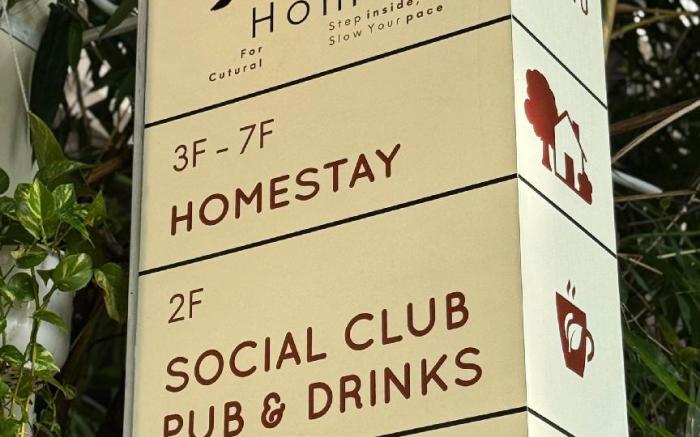 For
Cutural
Step inside,
Slow Your pace
3F - 7F
HOMESTAY
2F
SOCIAL CLUB
PUB & DRINKS